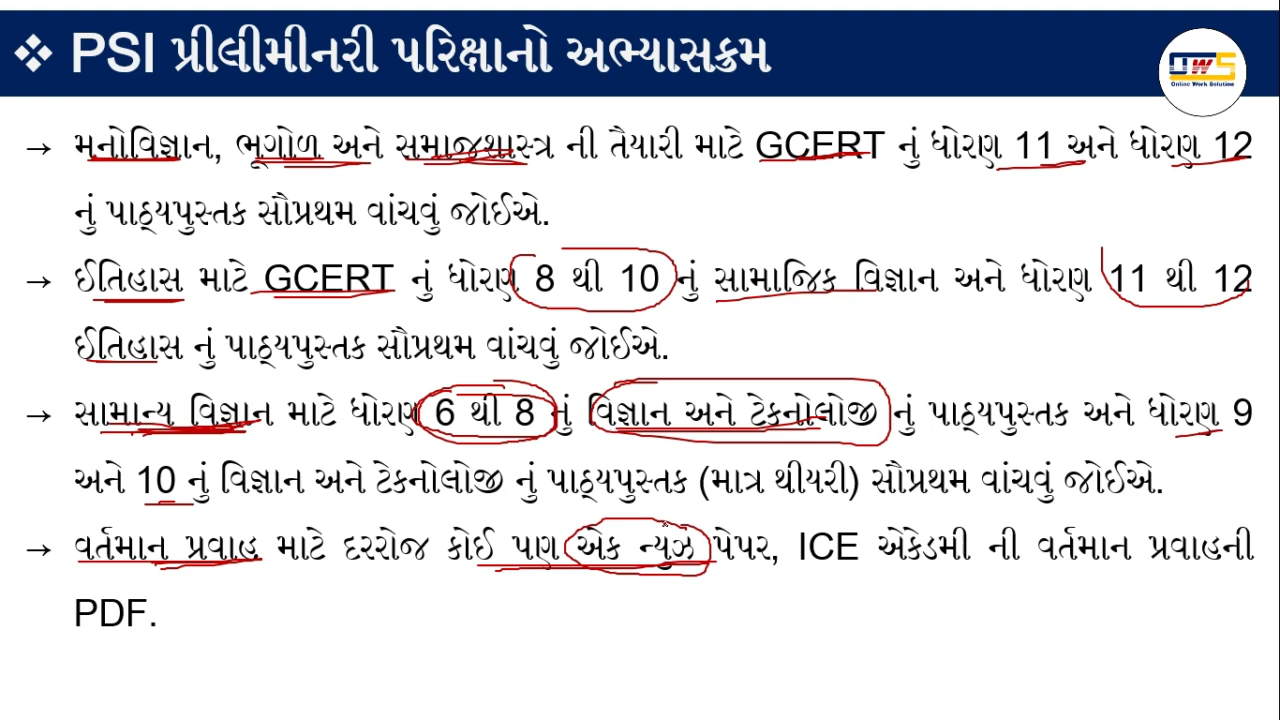 ❖ PSI પ્રીલીમીનરી પરિક્ષાનો અભ્યાસક્રમ
OWS
Online Work Solution
→ મનોવિજ્ઞાન, ભૂગોળ અને સમાજશાસ્ત્ર ની તૈયારી માટે GCERT નું ધોરણ 11 અને ધોરણ 12
નું પાઠ્યપુસ્તક સૌપ્રથમ વાંચવું જોઈએ.
→ ઈતિહાસ માટે GCERT નું ધોરણ 8 થી 10 નું સામાજિક વિજ્ઞાન અને ધોરણ 11 થી 12
ઈતિહાસ નું પાઠ્યપુસ્તક સૌપ્રથમ વાંચવું જોઈએ.
→ સામાન્ય વિજ્ઞાન માટે ધોરણ 6 થી 8 નું વિજ્ઞાન અને ટેકનોલોજી નું પાઠ્યપુસ્તક અને ધોરણ 9
અને 10 નું વિજ્ઞાન અને ટેકનોલોજી નું પાઠ્યપુસ્તક (માત્ર થીયરી) સૌપ્રથમ વાંચવું જોઈએ.
→ વર્તમાન પ્રવાહ માટે દરરોજ કોઈ પણ એક ન્યુઝ પેપર, ICE એકેડમી ની વર્તમાન પ્રવાહની
PDF.